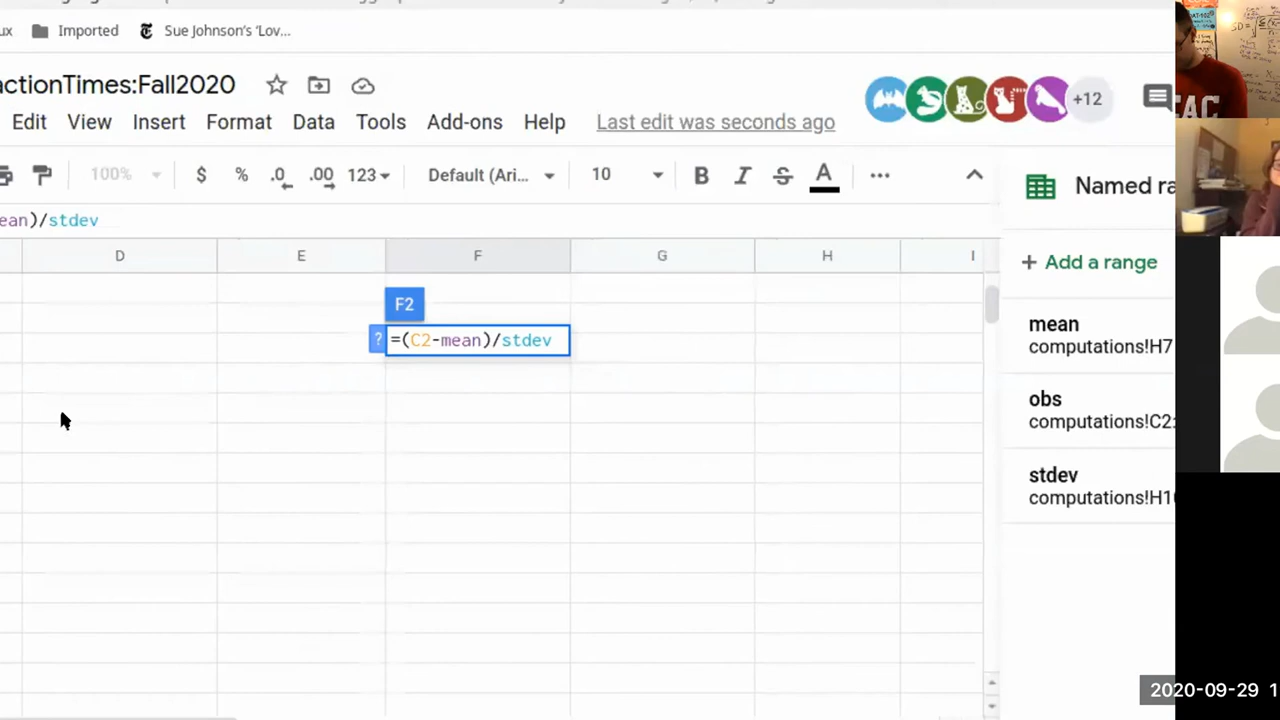 ux Imported Sue Johnson's 'Lov...
actionTimes:Fall2020
+12
Edit View Insert Format Data Tools Add-ons Help Last edit was seconds ago
100% $ % .0 .00 123 Default (Ari... 10 B I S A ...
ean)/stdev
Named ra
D E F G H I
+ Add a range
F2
? =(C2-mean)/stdev
mean
computations!H7
obs
computations!C2:
stdev
computations!H1
2020-09-29 1